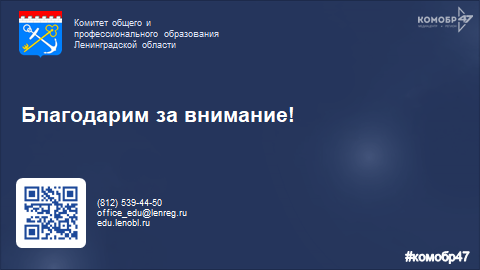 Комитет общего и
профессионального образования
Ленинградской области
КОМОБР47
Благодарим за внимание!
(812) 539-44-50
office_edu@lenreg.ru
edu.lenobl.ru
#комобр47